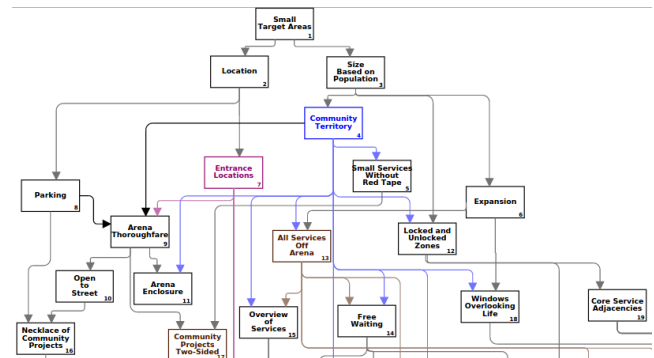 Small
Target Areas
1
Location
2
Size
Based on
Population
3
Community
Territory
4
Entrance
Locations
7
Small Services
Without
Red Tape
5
Parking
8
Expansion
6
Arena
Thoroughfare
9
All Services
Off
Arena
13
Locked and
Unlocked
Zones
12
Open
to
Street
10
Arena
Enclosure
11
Windows
Overlooking
Life
18
Core Service
Adjacencies
19
Overview
of
Services
15
Free
Waiting
14
Necklace of
Community
Projects
16
Community
Projects
Two-Sided
17